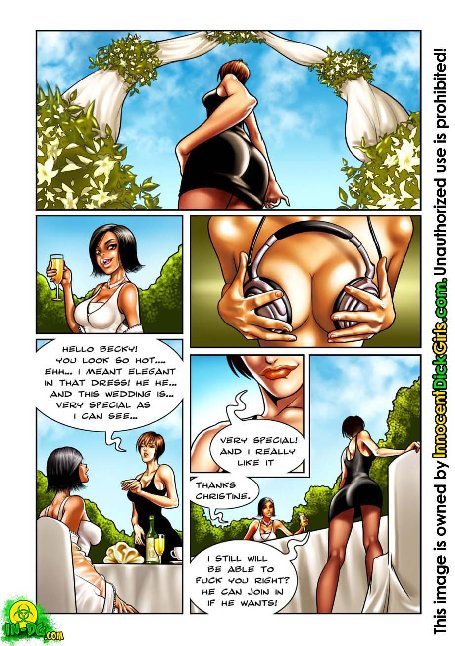 HELLO BECKY!
YOU LOOK SO HOT....
EHH... I MEANT ELEGANT
IN THAT DRESS! HE HE...
AND THIS WEDDING IS...
VERY SPECIAL AS
I CAN SEE...
VERY SPECIAL!
AND I REALLY
LIKE IT
THANKS
CHRISTINE.
I STILL WILL
BE ABLE TO
FUCK YOU RIGHT?
HE CAN JOIN IN
IF HE WANTS!
This image is owned by InnocentDickGirls.com. Unauthorized use is prohibited!
IN-DG.com